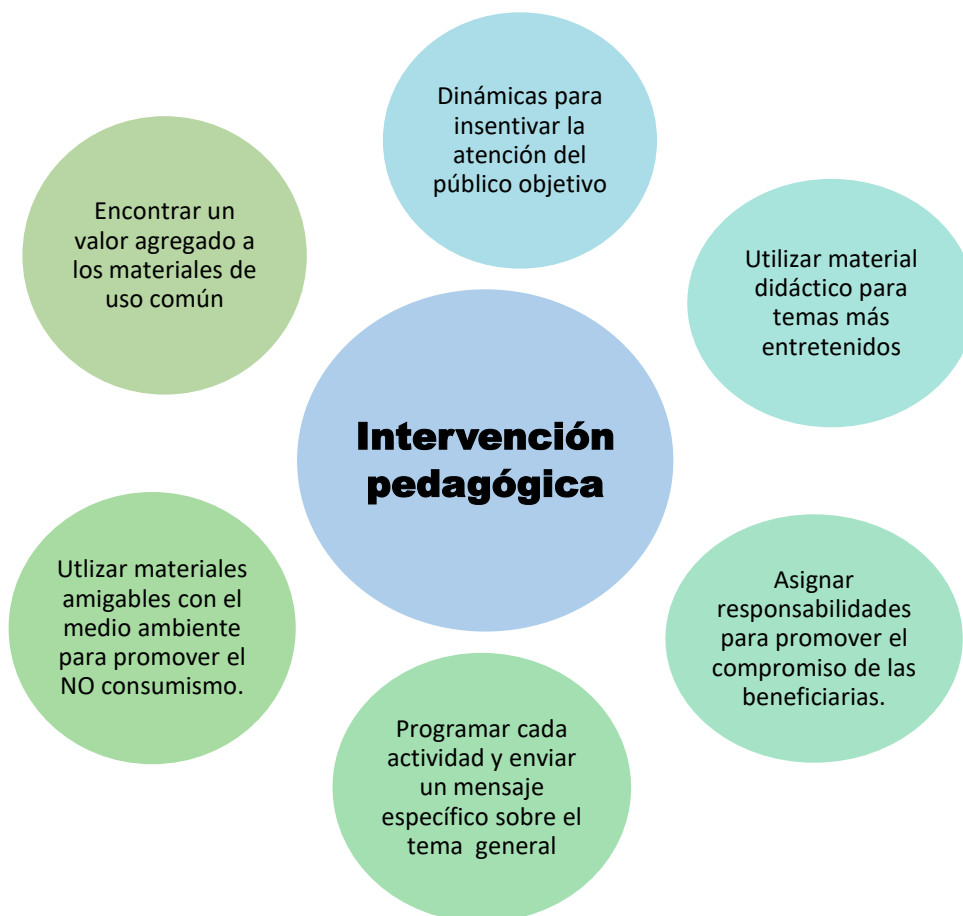 Dinámicas para
insentivar la
atención del
público objetivo
Utilizar material
didáctico para
temas más
entretenidos
Asignar
responsabilidades
para promover el
compromiso de las
beneficiarias.
Programar cada
actividad y enviar
un mensaje
específico sobre el
tema general
Utlizar materiales
amigables con el
medio ambiente
para promover el
NO consumismo.
Encontrar un
valor agregado a
los materiales de
uso común
Intervención
pedagógica